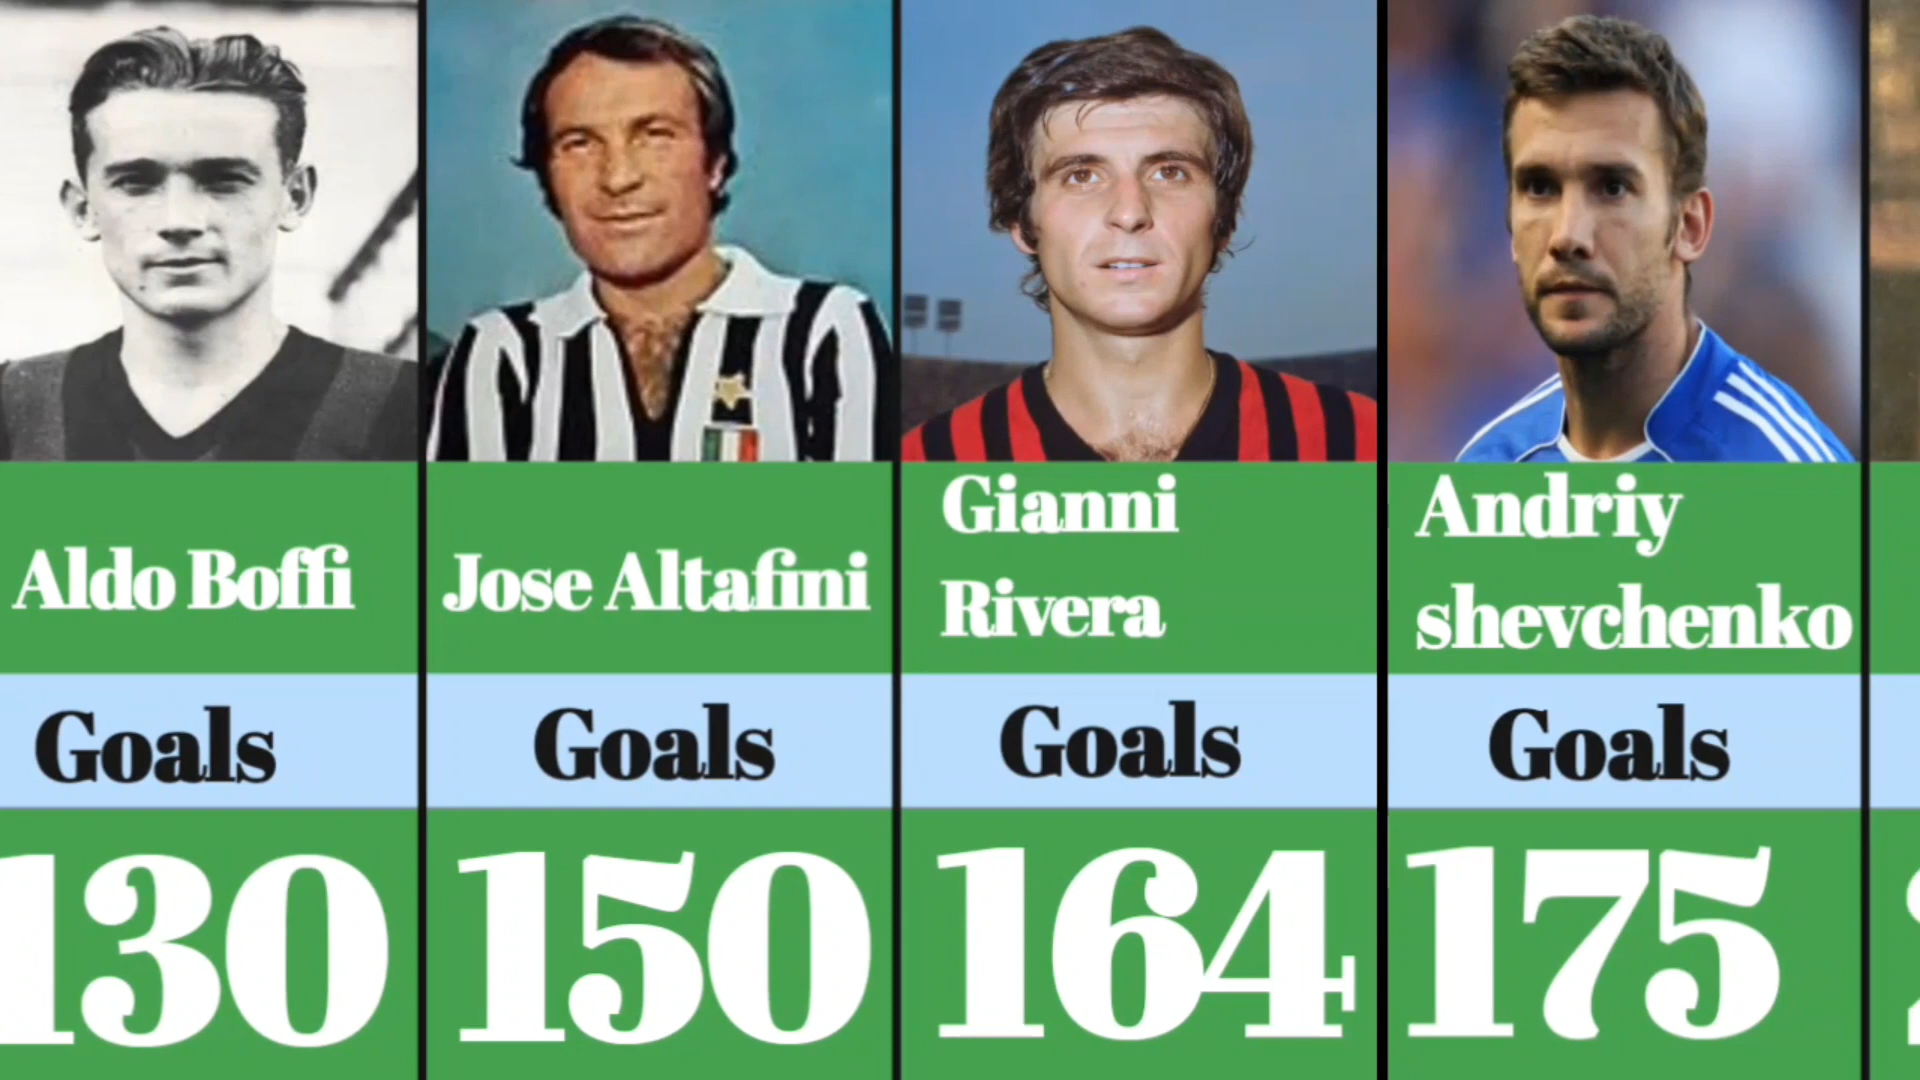 Aldo Boffi
Jose Altafini
Gianni
Rivera
Andriy
shevchenko
Goals
Goals
Goals
Goals
130
150
164
175